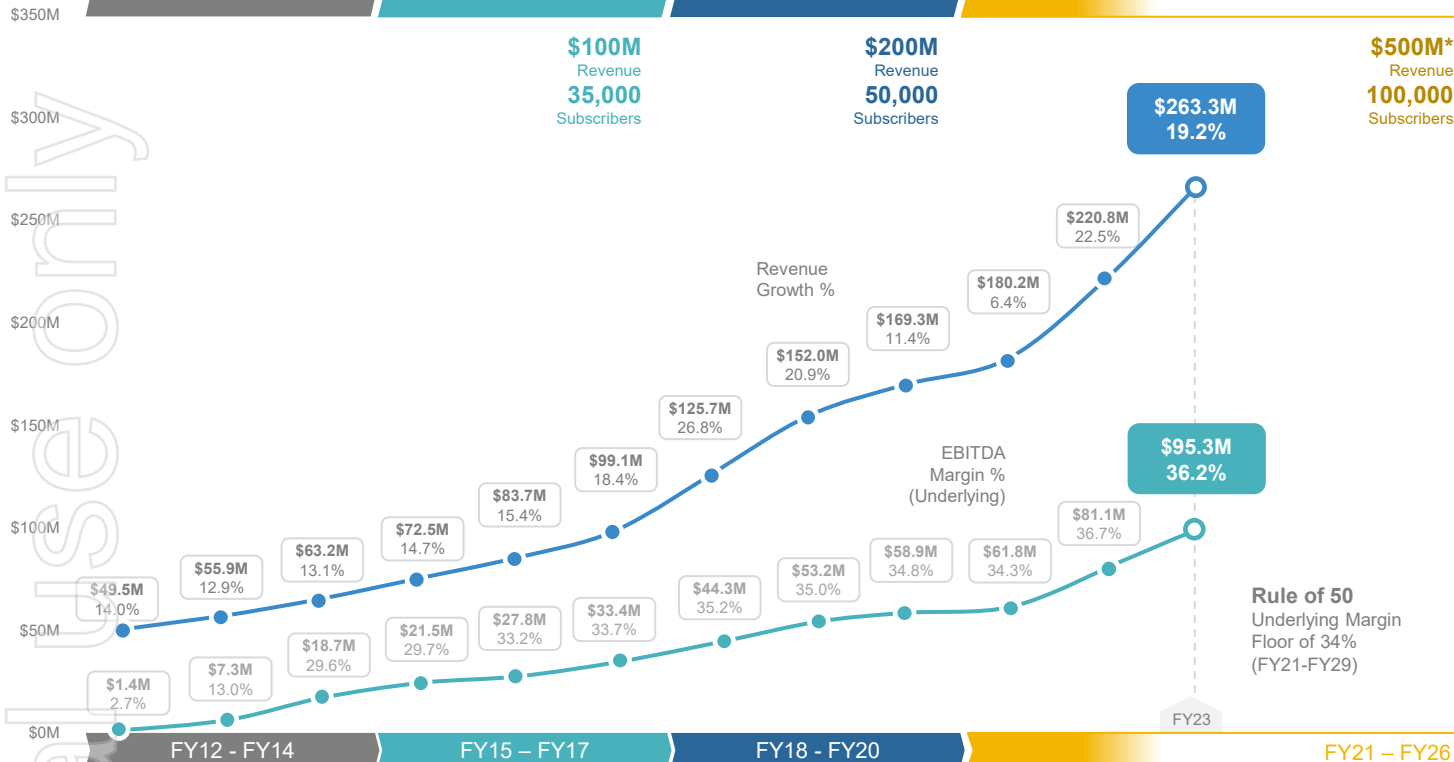 $350M
$300M
$250M
$200M
$150M
$100M
$50M
$0M
$100M
Revenue
35,000
Subscribers
$200M
Revenue
50,000
Subscribers
$500M*
Revenue
100,000
Subscribers
Revenue
Growth %
$49.5M
14.0%
$55.9M
12.9%
$63.2M
13.1%
$72.5M
14.7%
$83.7M
15.4%
$99.1M
18.4%
$125.7M
26.8%
$152.0M
20.9%
$169.3M
11.4%
$180.2M
6.4%
$220.8M
22.5%
$263.3M
19.2%
EBITDA
Margin %
(Underlying)
$1.4M
2.7%
$7.3M
13.0%
$18.7M
29.6%
$21.5M
29.7%
$27.8M
33.2%
$33.4M
33.7%
$44.3M
35.2%
$53.2M
35.0%
$58.9M
34.8%
$61.8M
34.3%
$81.1M
36.7%
$95.3M
36.2%
Rule of 50
Underlying Margin
Floor of 34%
(FY21-FY29)
FY23
FY12 - FY14
FY15 – FY17
FY18 - FY20
FY21 – FY26
use only